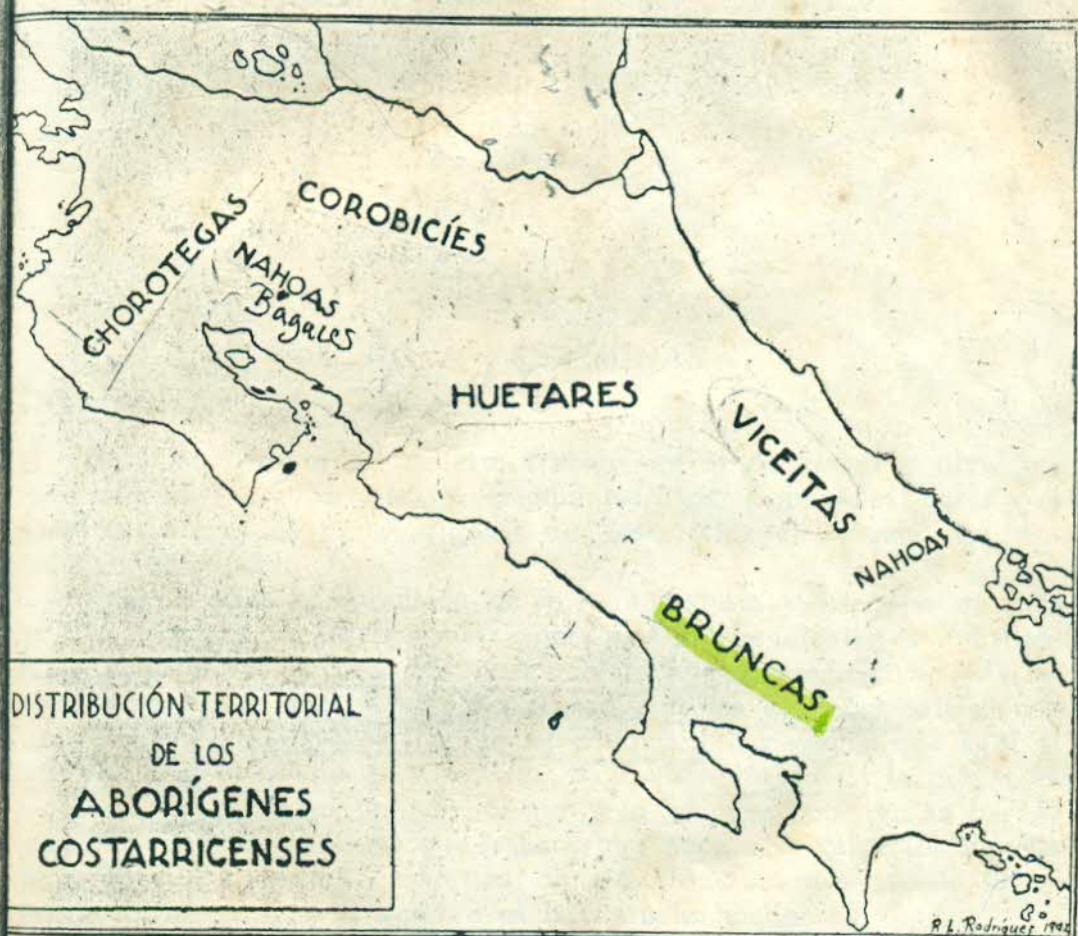 COROBICÍES
CHOROTEGAS
NAHOAS
Bagaces
HUETARES
VICEITAS
NAHOAS
BRUNCAS
DISTRIBUCIÓN TERRITORIAL
DE LOS
ABORÍGENES
COSTARRICENSES
R. L. Rodríguez